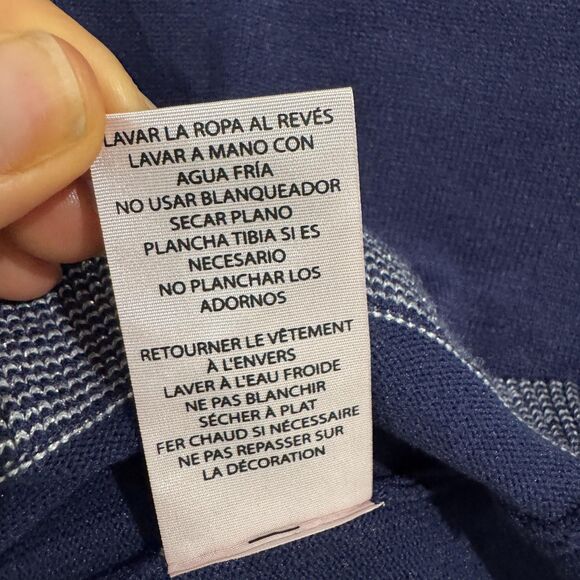 LAVAR LA ROPA AL REVÉS
LAVAR A MANO CON
AGUA FRÍA
NO USAR BLANQUEADOR
SECAR PLANO
PLANCHA TIBIA SI ES
NECESARIO
NO PLANCHAR LOS
ADORNOS
RETOURNER LE VÊTEMENT
À L'ENVERS
LAVER À L'EAU FROIDE
NE PAS BLANCHIR
SÉCHER À PLAT
FER CHAUD SI NÉCESSAIRE
NE PAS REPASSER SUR
LA DÉCORATION